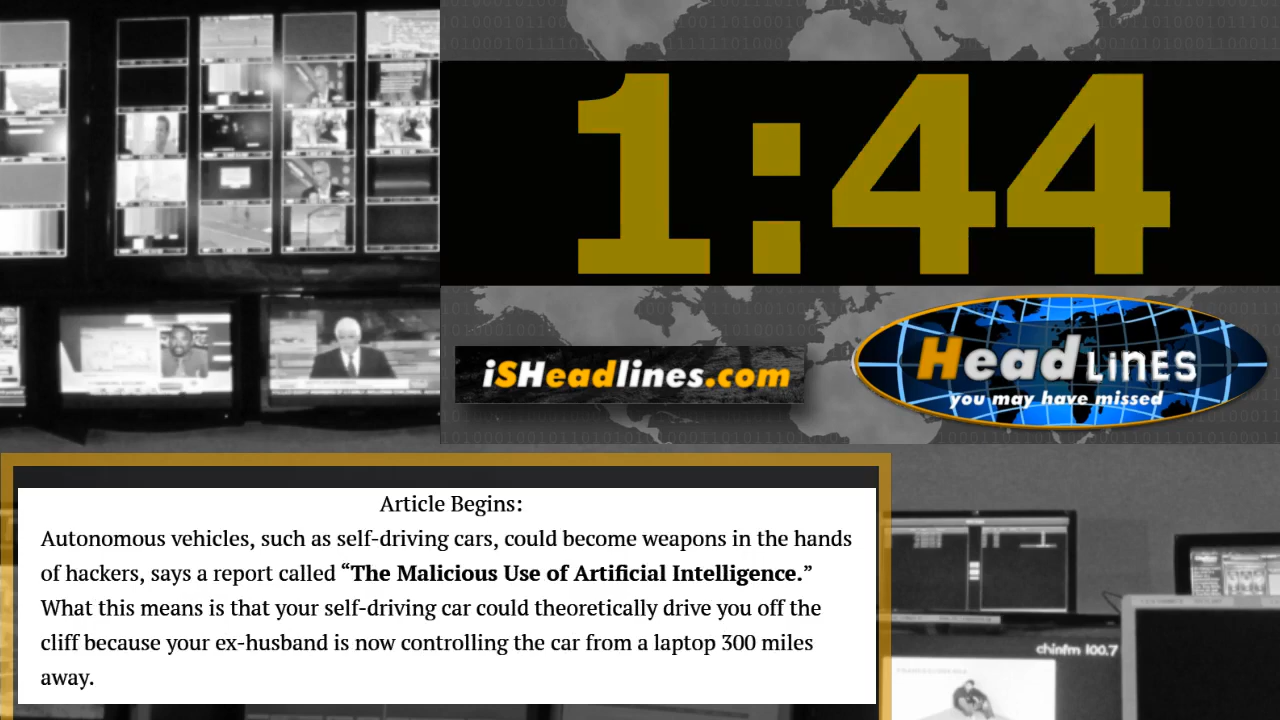 1:44
iSHeadlines.com
HeadLINES
you may have missed
Article Begins:
Autonomous vehicles, such as self-driving cars, could become weapons in the hands
of hackers, says a report called “The Malicious Use of Artificial Intelligence.”
What this means is that your self-driving car could theoretically drive you off the
cliff because your ex-husband is now controlling the car from a laptop 300 miles
away.
chinfm 100.7